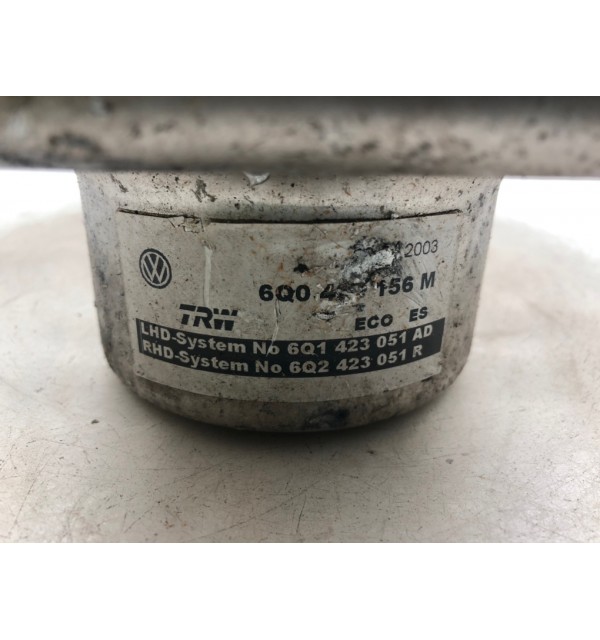 2003
6Q0 4 156 M
TRW ECO ES
LHD-System No 6Q1 423 051 AD
RHD-System No 6Q2 423 051 R